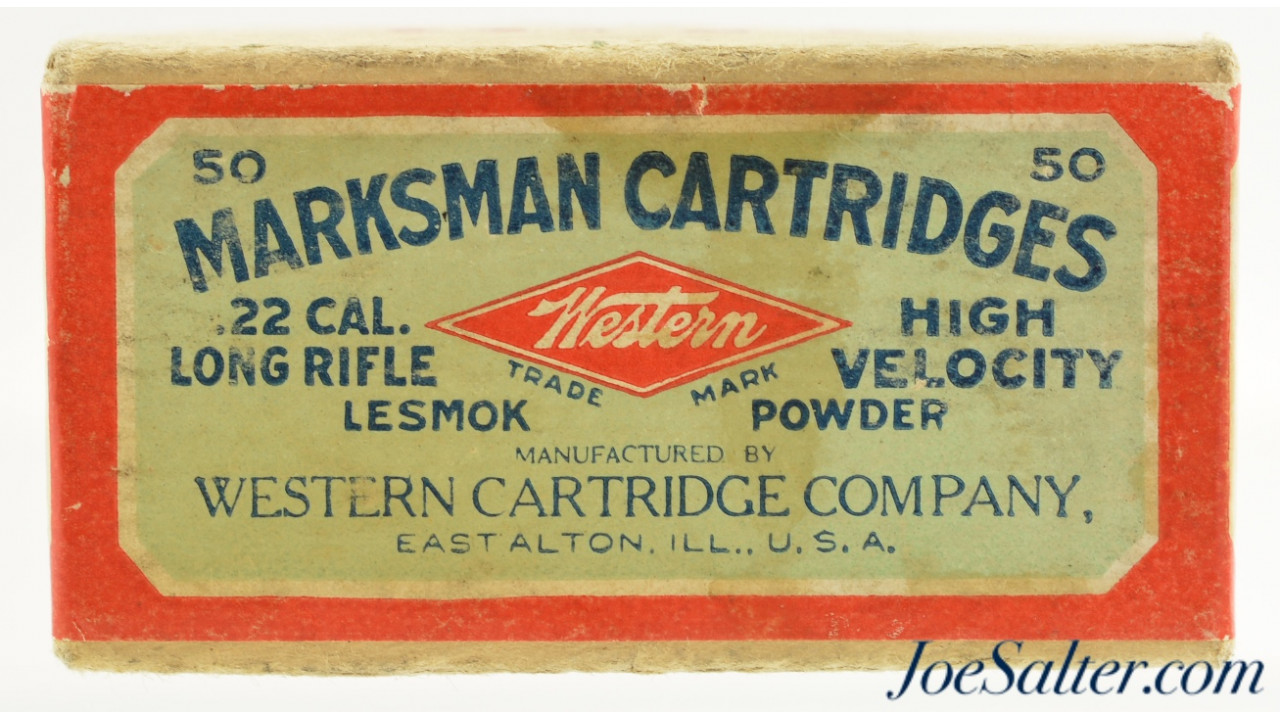 50 50
MARKSMAN CARTRIDGES
.22 CAL.
LONG RIFLE
Western
TRADE MARK
HIGH
VELOCITY
LESMOK POWDER
MANUFACTURED BY
WESTERN CARTRIDGE COMPANY,
EAST ALTON, ILL., U.S.A.
JoeSalter.com